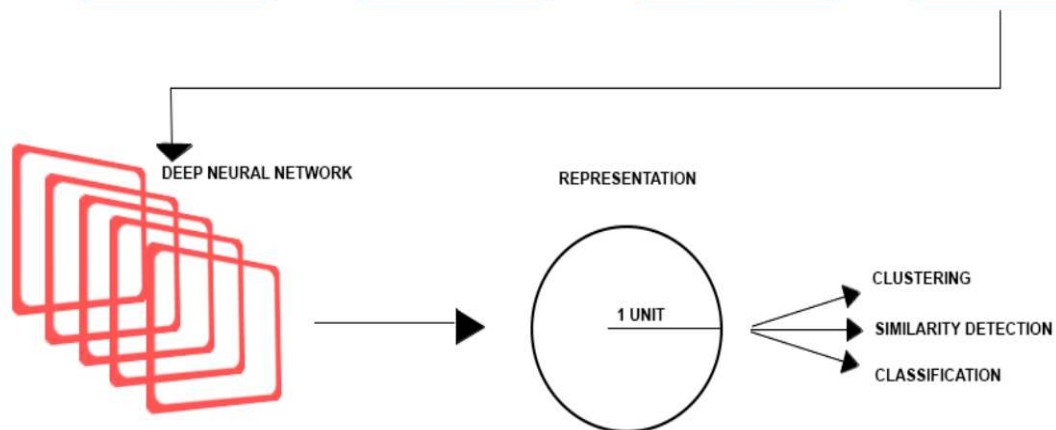 DEEP NEURAL NETWORK
REPRESENTATION
1 UNIT
CLUSTERING
SIMILARITY DETECTION
CLASSIFICATION